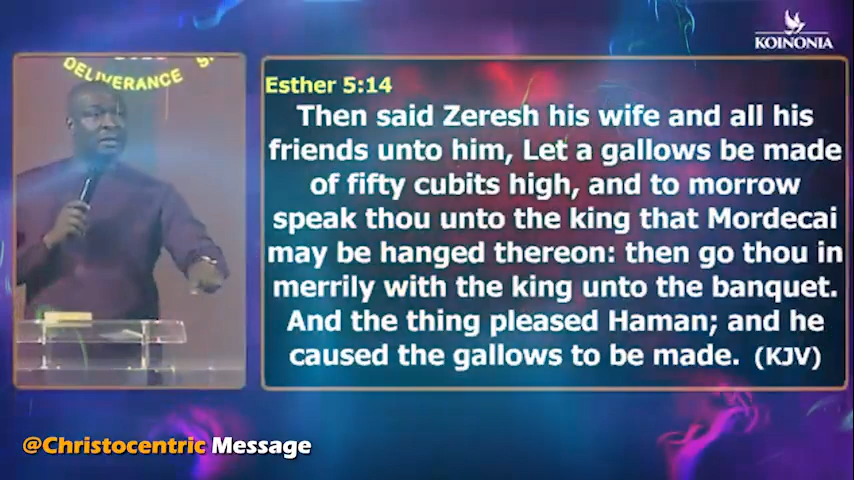 KOINONIA
DELIVERANCE
Esther 5:14
Then said Zeresh his wife and all his
friends unto him, Let a gallows be made
of fifty cubits high, and to morrow
speak thou unto the king that Mordecai
may be hanged thereon: then go thou in
merrily with the king unto the banquet.
And the thing pleased Haman; and he
caused the gallows to be made. (KJV)
@Christocentric Message